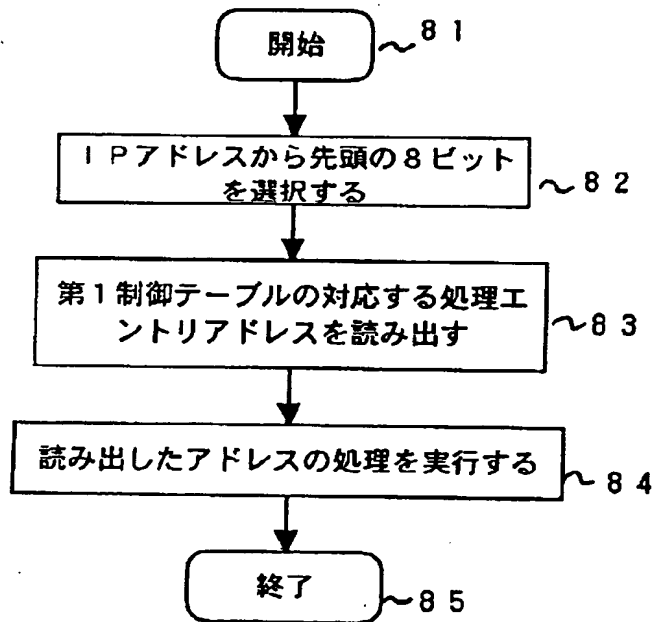 開始
81
IPアドレスから先頭の8ビット
を選択する
82
第1制御テーブルの対応する処理エ
ントリアドレスを読み出す
83
読み出したアドレスの処理を実行する
84
終了
85